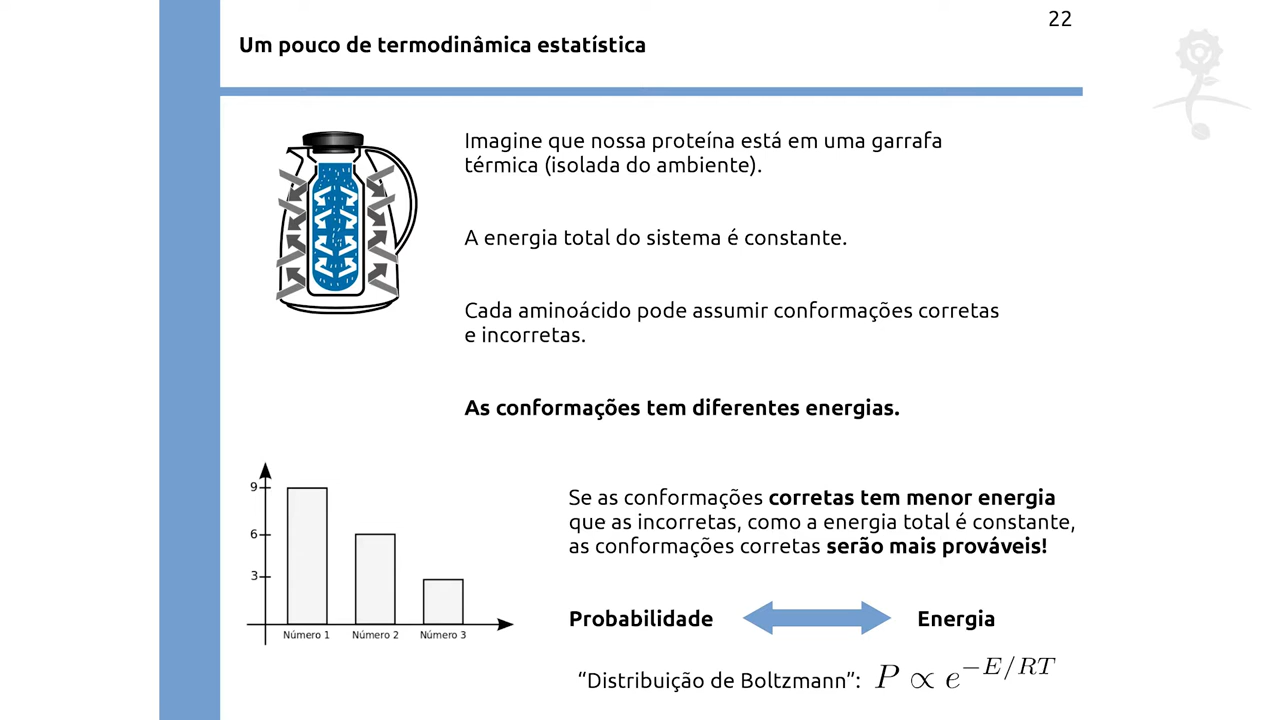 22
Um pouco de termodinâmica estatística
Imagine que nossa proteína está em uma garrafa
térmica (isolada do ambiente).
A energia total do sistema é constante.
Cada aminoácido pode assumir conformações corretas
e incorretas.
As conformações tem diferentes energias.
9
6
3
Número 1 Número 2 Número 3
Se as conformações corretas tem menor energia
que as incorretas, como a energia total é constante,
as conformações corretas serão mais prováveis!
Probabilidade Energia
“Distribuição de Boltzmann”: P ∝ e^{−E/RT}